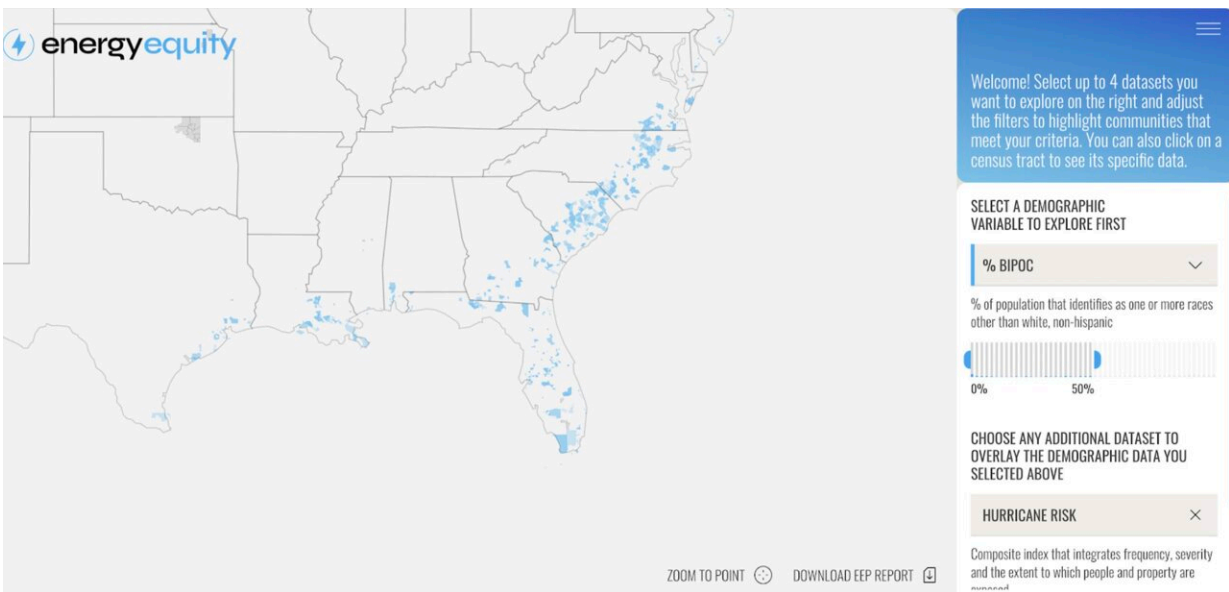 energyequity
Welcome! Select up to 4 datasets you
want to explore on the right and adjust
the filters to highlight communities that
meet your criteria. You can also click on a
census tract to see its specific data.
SELECT A DEMOGRAPHIC
VARIABLE TO EXPLORE FIRST
% BIPOC
% of population that identifies as one or more races
other than white, non-hispanic
0% 50%
CHOOSE ANY ADDITIONAL DATASET TO
OVERLAY THE DEMOGRAPHIC DATA YOU
SELECTED ABOVE
HURRICANE RISK
Composite index that integrates frequency, severity
and the extent to which people and property are
ZOOM TO POINT DOWNLOAD EEP REPORT